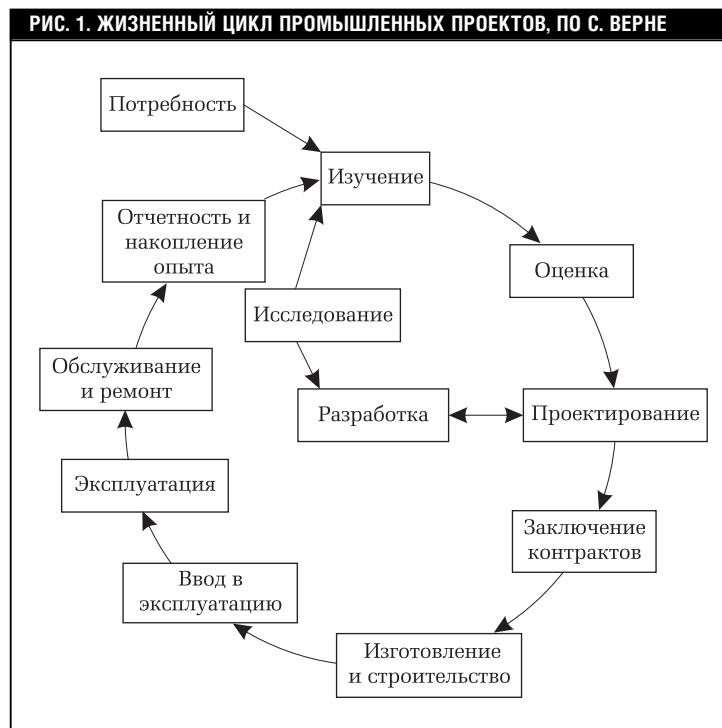 РИС. 1. ЖИЗНЕННЫЙ ЦИКЛ ПРОМЫШЛЕННЫХ ПРОЕКТОВ, ПО С. ВЕРНЕ
Потребность
Изучение
Отчетность и
накопление
опыта
Оценка
Исследование
Обслуживание
и ремонт
Разработка
Проектирование
Эксплуатация
Заключение
контрактов
Ввод в
эксплуатацию
Изготовление
и строительство